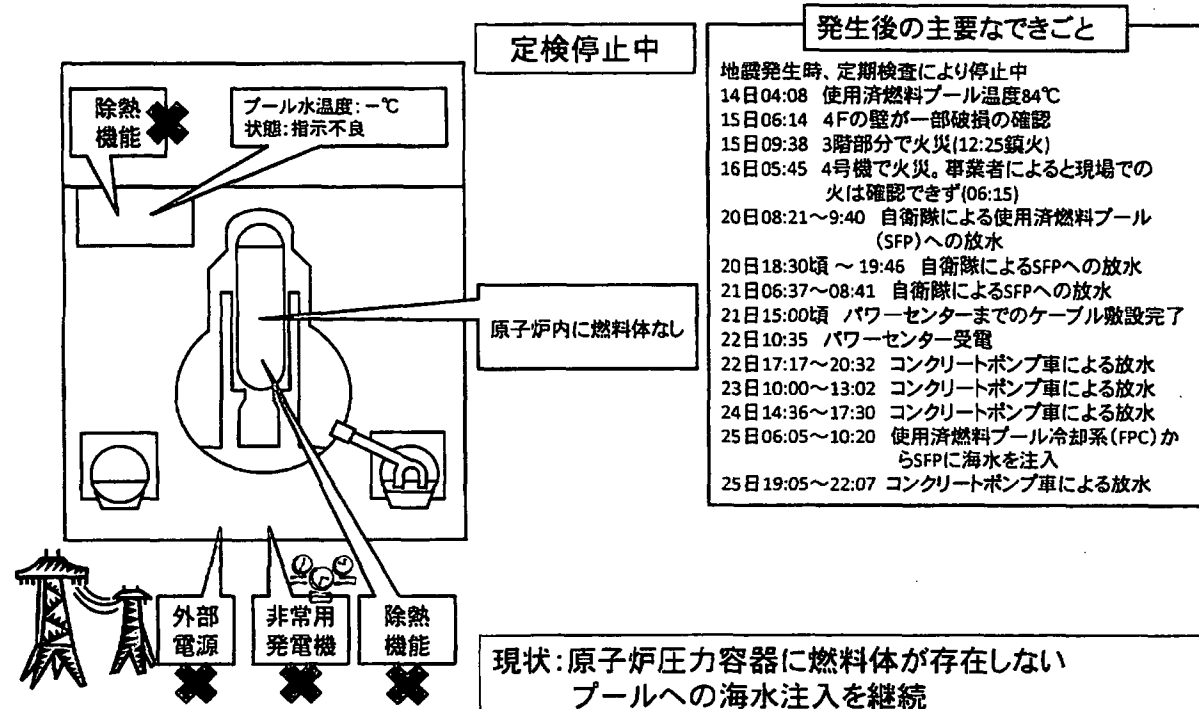 定検停止中
除熱
機能
プール水温度:－℃
状態:指示不良
原子炉内に燃料体なし
外部
電源
非常用
発電機
除熱
機能
発生後の主要なできごと
地震発生時、定期検査により停止中
14日04:08 使用済燃料プール温度84℃
15日06:14 4Fの壁が一部破損の確認
15日09:38 3階部分で火災(12:25鎮火)
16日05:45 4号機で火災。事業者によると現場での
火は確認できず(06:15)
20日08:21～9:40 自衛隊による使用済燃料プール
(SFP)への放水
20日18:30頃 ～ 19:46 自衛隊によるSFPへの放水
21日06:37～08:41 自衛隊によるSFPへの放水
21日15:00頃 パワーセンターまでのケーブル敷設完了
22日10:35 パワーセンター受電
22日17:17～20:32 コンクリートポンプ車による放水
23日10:00～13:02 コンクリートポンプ車による放水
24日14:36～17:30 コンクリートポンプ車による放水
25日06:05～10:20 使用済燃料プール冷却系(FPC)か
らSFPに海水を注入
25日19:05～22:07 コンクリートポンプ車による放水
現状:原子炉圧力容器に燃料体が存在しない
プールへの海水注入を継続